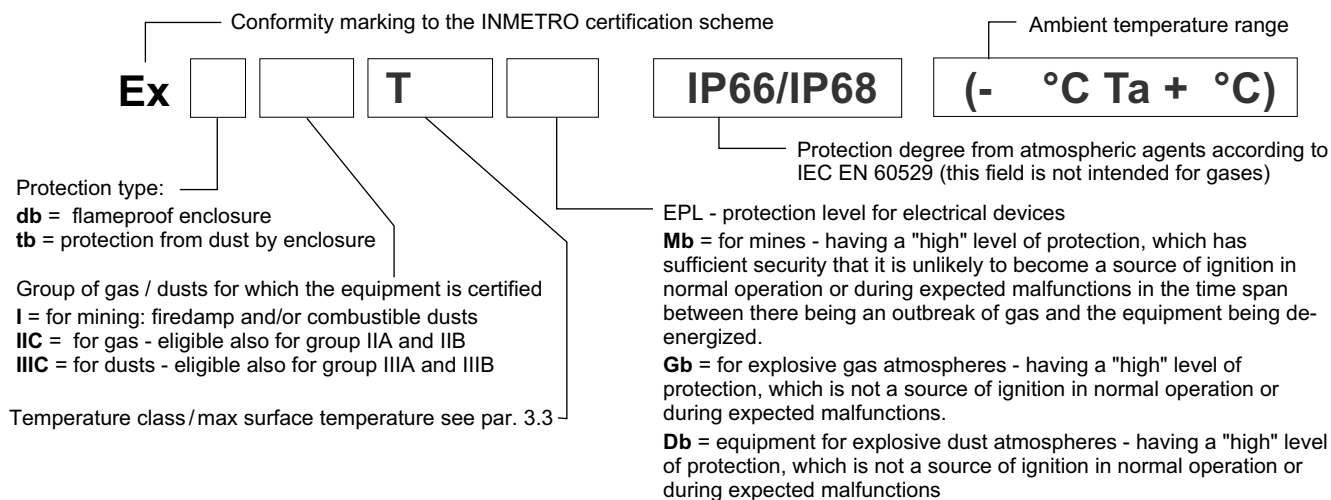 Conformity marking to the INMETRO certification scheme
Ambient temperature range
Ex T IP66/IP68 (- °C Ta + °C)
Protection degree from atmospheric agents according to
IEC EN 60529 (this field is not intended for gases)
Protection type:
db = flameproof enclosure
tb = protection from dust by enclosure
Group of gas / dusts for which the equipment is certified
I = for mining: firedamp and/or combustible dusts
IIC = for gas - eligible also for group IIA and IIB
IIIC = for dusts - eligible also for group IIIA and IIIB
Temperature class/max surface temperature see par. 3.3
EPL - protection level for electrical devices
Mb = for mines - having a "high" level of protection, which has
sufficient security that it is unlikely to become a source of ignition in
normal operation or during expected malfunctions in the time span
between there being an outbreak of gas and the equipment being de-
energized.
Gb = for explosive gas atmospheres - having a "high" level of
protection, which is not a source of ignition in normal operation or
during expected malfunctions.
Db = equipment for explosive dust atmospheres - having a "high" level
of protection, which is not a source of ignition in normal operation or
during expected malfunctions